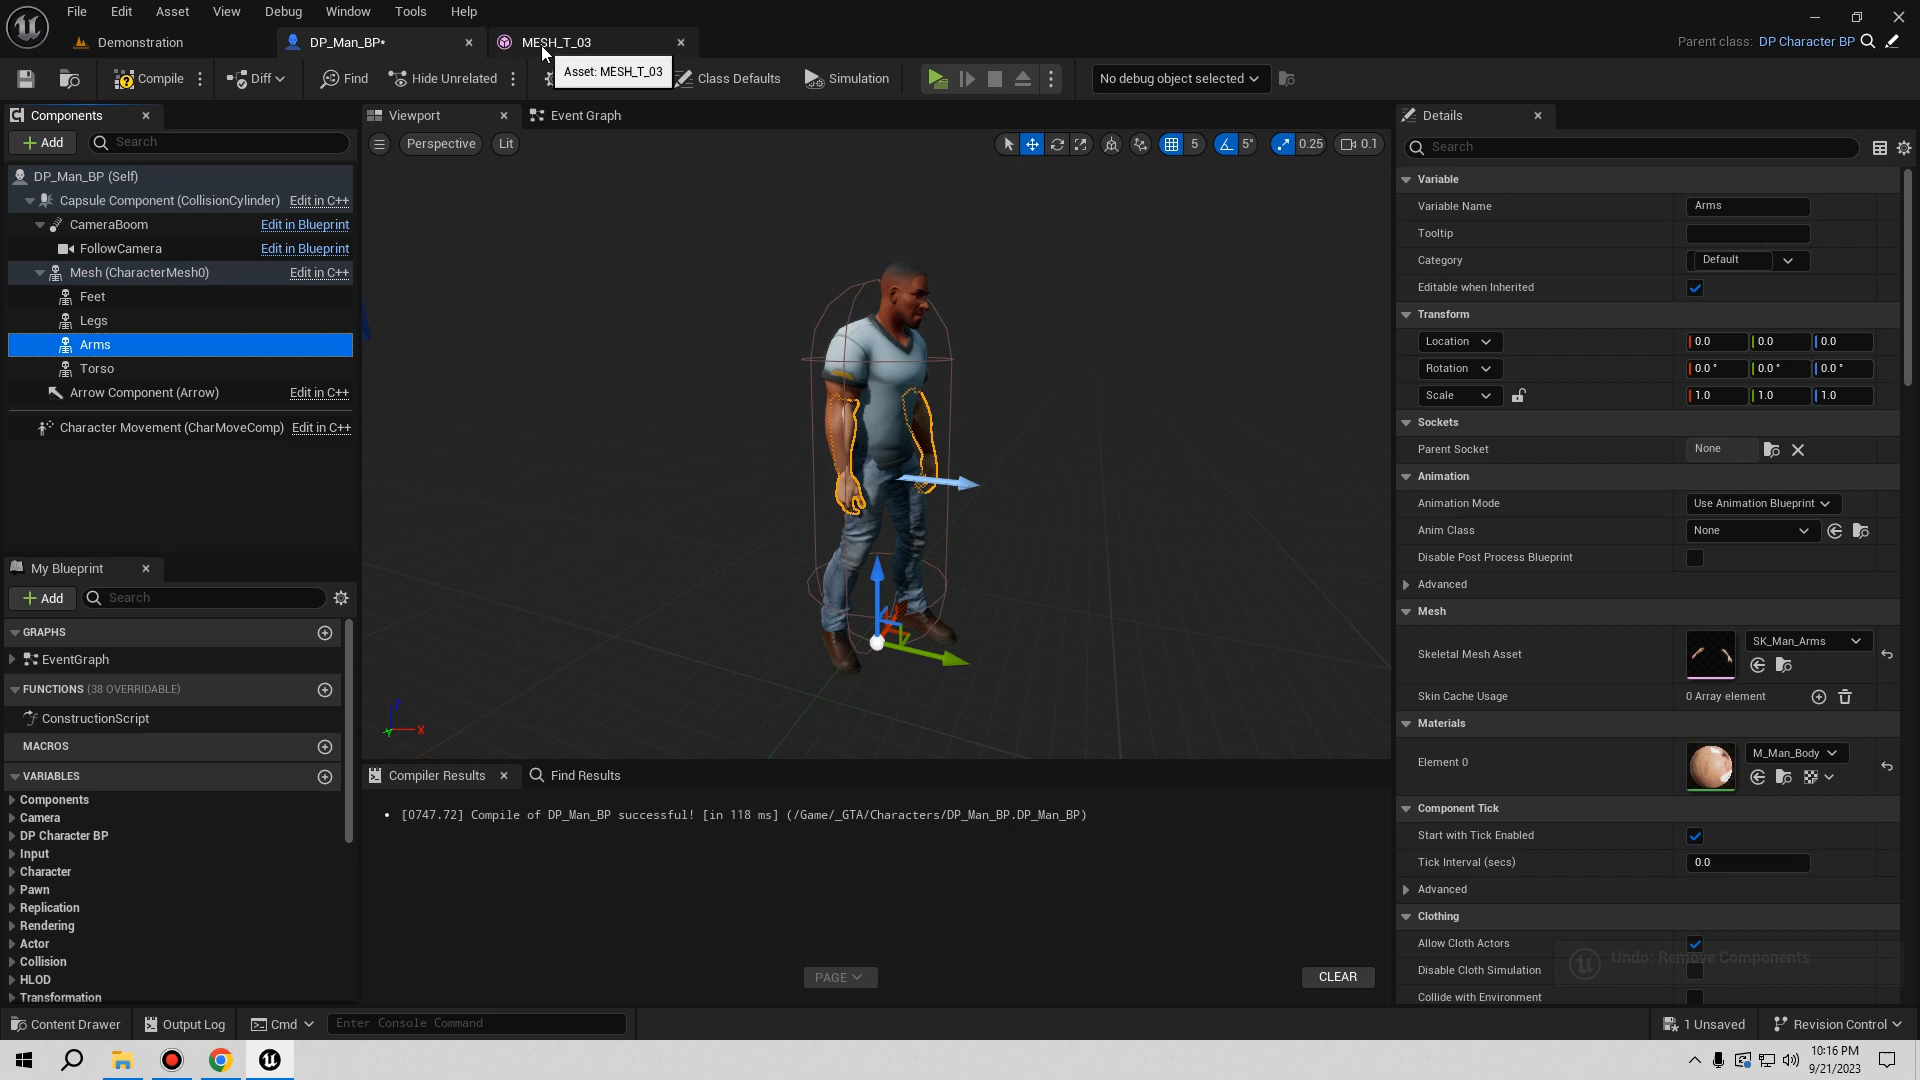 File Edit Asset View Debug Window Tools Help
Demonstration DP_Man_BP* MESH_T_03
Parent class: DP Character BP
Compile Diff Find Hide Unrelated Class Defaults Simulation No debug object selected
Asset: MESH_T_03
Components
Add Search
DP_Man_BP (Self)
Capsule Component (CollisionCylinder) Edit in C++
CameraBoom Edit in Blueprint
FollowCamera Edit in Blueprint
Mesh (CharacterMesh0) Edit in C++
Feet
Legs
Arms
Torso
Arrow Component (Arrow) Edit in C++
Character Movement (CharMoveComp) Edit in C++
My Blueprint
Add Search
GRAPHS
EventGraph
FUNCTIONS (38 OVERRIDABLE)
ConstructionScript
MACROS
VARIABLES
Components
Camera
DP Character BP
Input
Character
Pawn
Replication
Rendering
Actor
Collision
HLOD
Transformation
Viewport Event Graph
Perspective Lit 5 5° 0.25 0.1
Z
X
Y
Compiler Results Find Results
[0747.72] Compile of DP_Man_BP successful! [in 118 ms] (/Game/_GTA/Characters/DP_Man_BP.DP_Man_BP)
PAGE CLEAR
Details
Search
Variable
Variable Name Arms
Tooltip
Category Default
Editable when Inherited
Transform
Location 0.0 0.0 0.0
Rotation 0.0° 0.0° 0.0°
Scale 1.0 1.0 1.0
Sockets
Parent Socket None
Animation
Animation Mode Use Animation Blueprint
Anim Class None
Disable Post Process Blueprint
Advanced
Mesh
Skeletal Mesh Asset SK_Man_Arms
Skin Cache Usage 0 Array element
Materials
Element 0 M_Man_Body
Component Tick
Start with Tick Enabled
Tick Interval (secs) 0.0
Advanced
Clothing
Allow Cloth Actors
Undo: Remove Components
Disable Cloth Simulation
Collide with Environment
Content Drawer Output Log Cmd Enter Console Command 1 Unsaved Revision Control
10:16 PM
9/21/2023